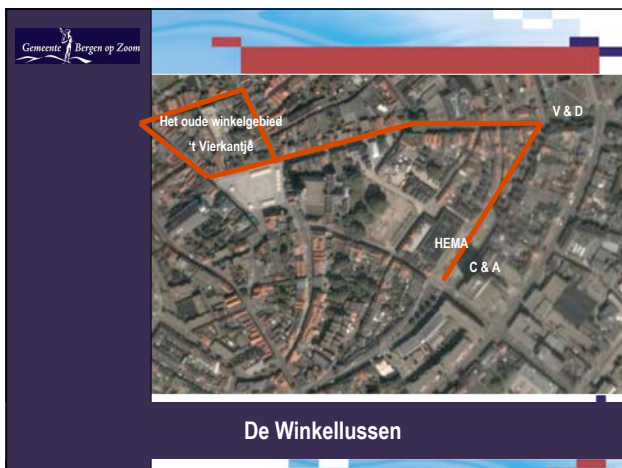 Gemeente Bergen op Zoom
V & D
Het oude winkelgebied
't Vierkantje
HEMA
C & A
De Winkellussen